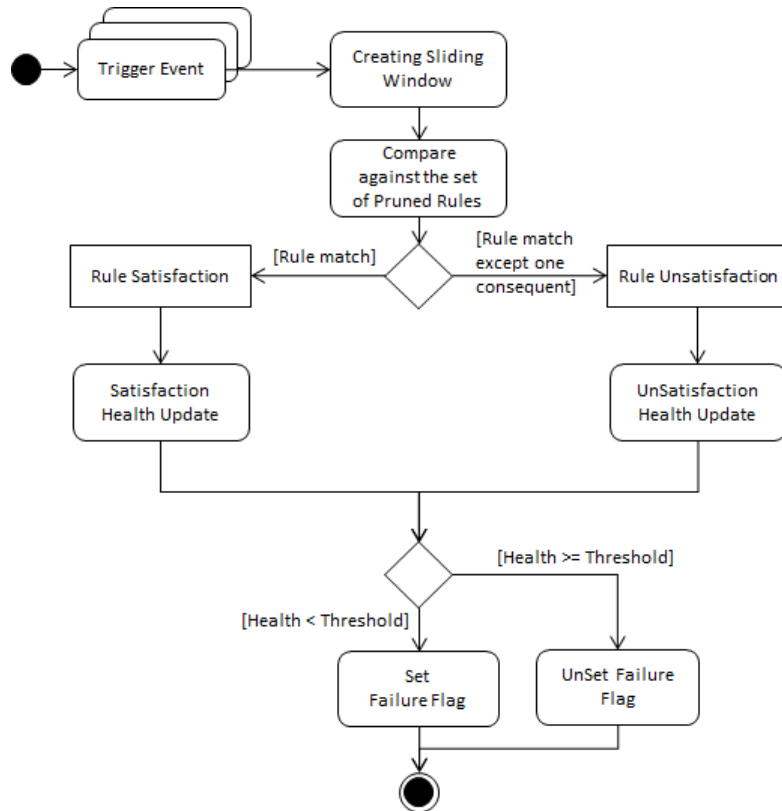 Trigger Event
Creating Sliding
Window
Compare
against the set
of Pruned Rules
[Rule match]
[Rule match
except one
consequent]
Rule Satisfaction
Rule Unsatisfaction
Satisfaction
Health Update
UnSatisfaction
Health Update
[Health >= Threshold]
[Health < Threshold]
Set
Failure Flag
UnSet Failure
Flag